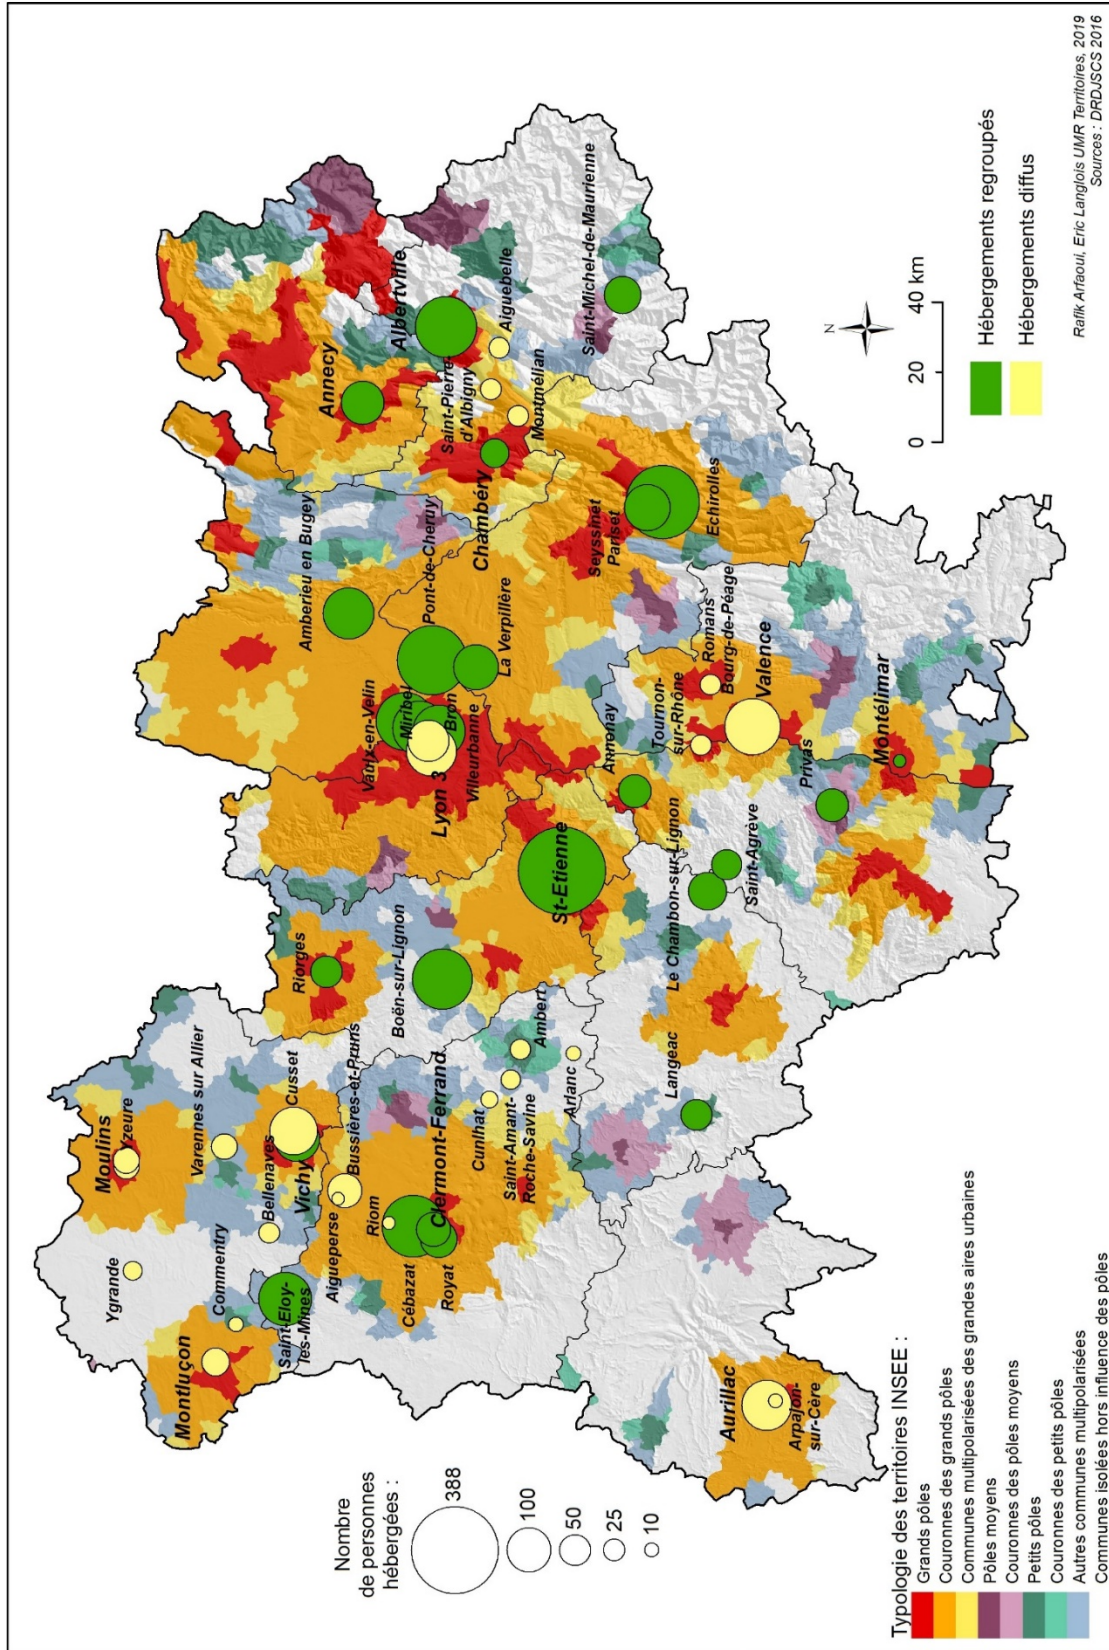 Moulins
Yzeure
Ygrande
Varennes sur Allier
Montluçon
Commentry
Bellenaves
Cusset
Vichy
Saint-Eloy-
les-Mines
Bussières-et-Pruns
Aigueperse
Riom
Clermont-Ferrand
Cébazat
Royat
Cunlhat
Saint-Amant-
Roche-Savine
Ambert
Arlanc
Riorges
Boën-sur-Lignon
St-Etienne
Vaulx-en-Velin
Miribel
Lyon 3
Bron
Villeurbanne
Amberieu en Bugey
Pont-de-Cheruy
La Verpillère
Annecy
Albertville
Saint-Pierre-
d'Albigny
Aiguebelle
Montmélian
Chambéry
Saint-Michel-de-Maurienne
Seyssinet
Pariset
Echirolles
Annonay
Tournon-
sur-Rhône
Romans
Bourg-de-Péage
Valence
Le Chambon-sur-Lignon
Saint-Agrève
Privas
Montélimar
Langeac
Aurillac
Arpajon-
sur-Cère
Nombre
de personnes
hébergées :
388
100
50
25
10
Typologie des territoires INSEE :
Grands pôles
Couronnes des grands pôles
Communes multipolarisées des grandes aires urbaines
Pôles moyens
Couronnes des pôles moyens
Petits pôles
Couronnes des petits pôles
Autres communes multipolarisées
Communes isolées hors influence des pôles
N
0 20 40 km
Hébergements regroupés
Hébergements diffus
Rafik Arfaoui, Eric Langlois UMR Territoires, 2019
Sources : DRDJSCS 2016